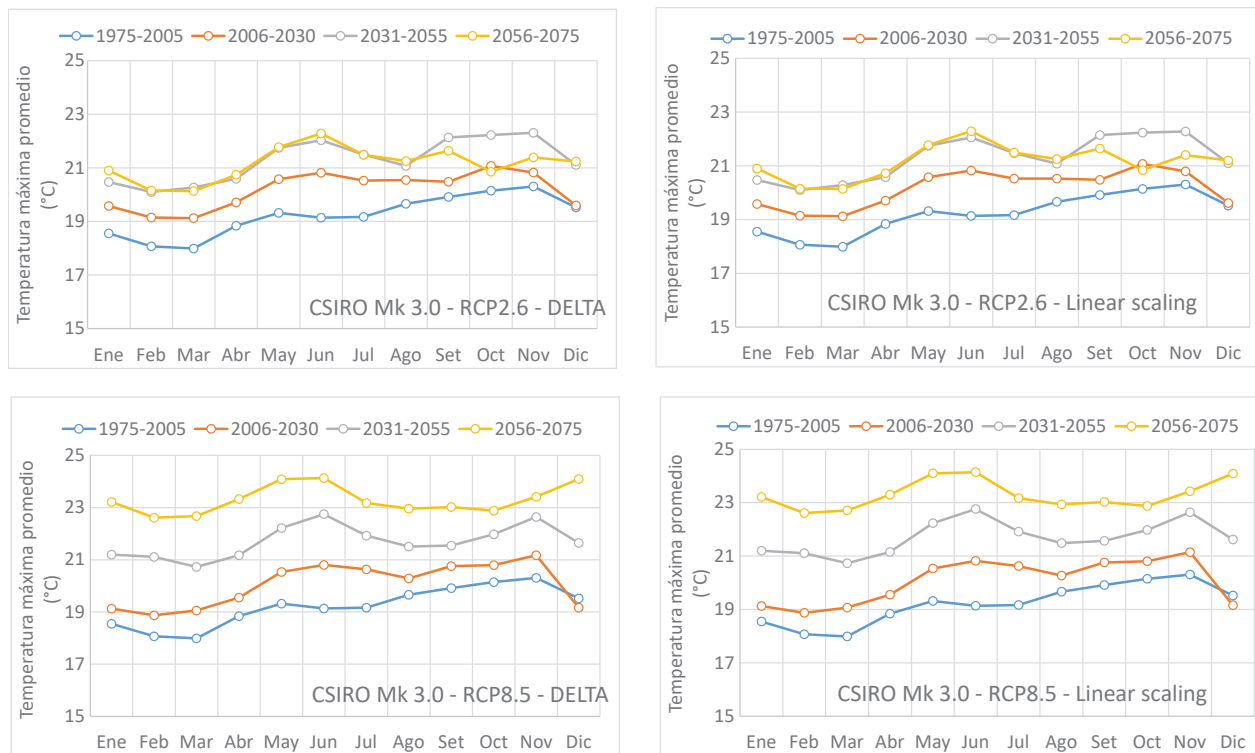 1975-2005 2006-2030 2031-2055 2056-2075
Temperatura máxima promedio
(°C)
25
23
21
19
17
15
CSIRO Mk 3.0 - RCP2.6 - DELTA
Ene Feb Mar Abr May Jun Jul Ago Set Oct Nov Dic
1975-2005 2006-2030 2031-2055 2056-2075
Temperatura máxima promedio
(°C)
25
23
21
19
17
15
CSIRO Mk 3.0 - RCP2.6 - Linear scaling
Ene Feb Mar Abr May Jun Jul Ago Set Oct Nov Dic
1975-2005 2006-2030 2031-2055 2056-2075
Temperatura máxima promedio
(°C)
25
23
21
19
17
15
CSIRO Mk 3.0 - RCP8.5 - DELTA
Ene Feb Mar Abr May Jun Jul Ago Set Oct Nov Dic
1975-2005 2006-2030 2031-2055 2056-2075
Temperatura máxima promedio
(°C)
25
23
21
19
17
15
CSIRO Mk 3.0 - RCP8.5 - Linear scaling
Ene Feb Mar Abr May Jun Jul Ago Set Oct Nov Dic